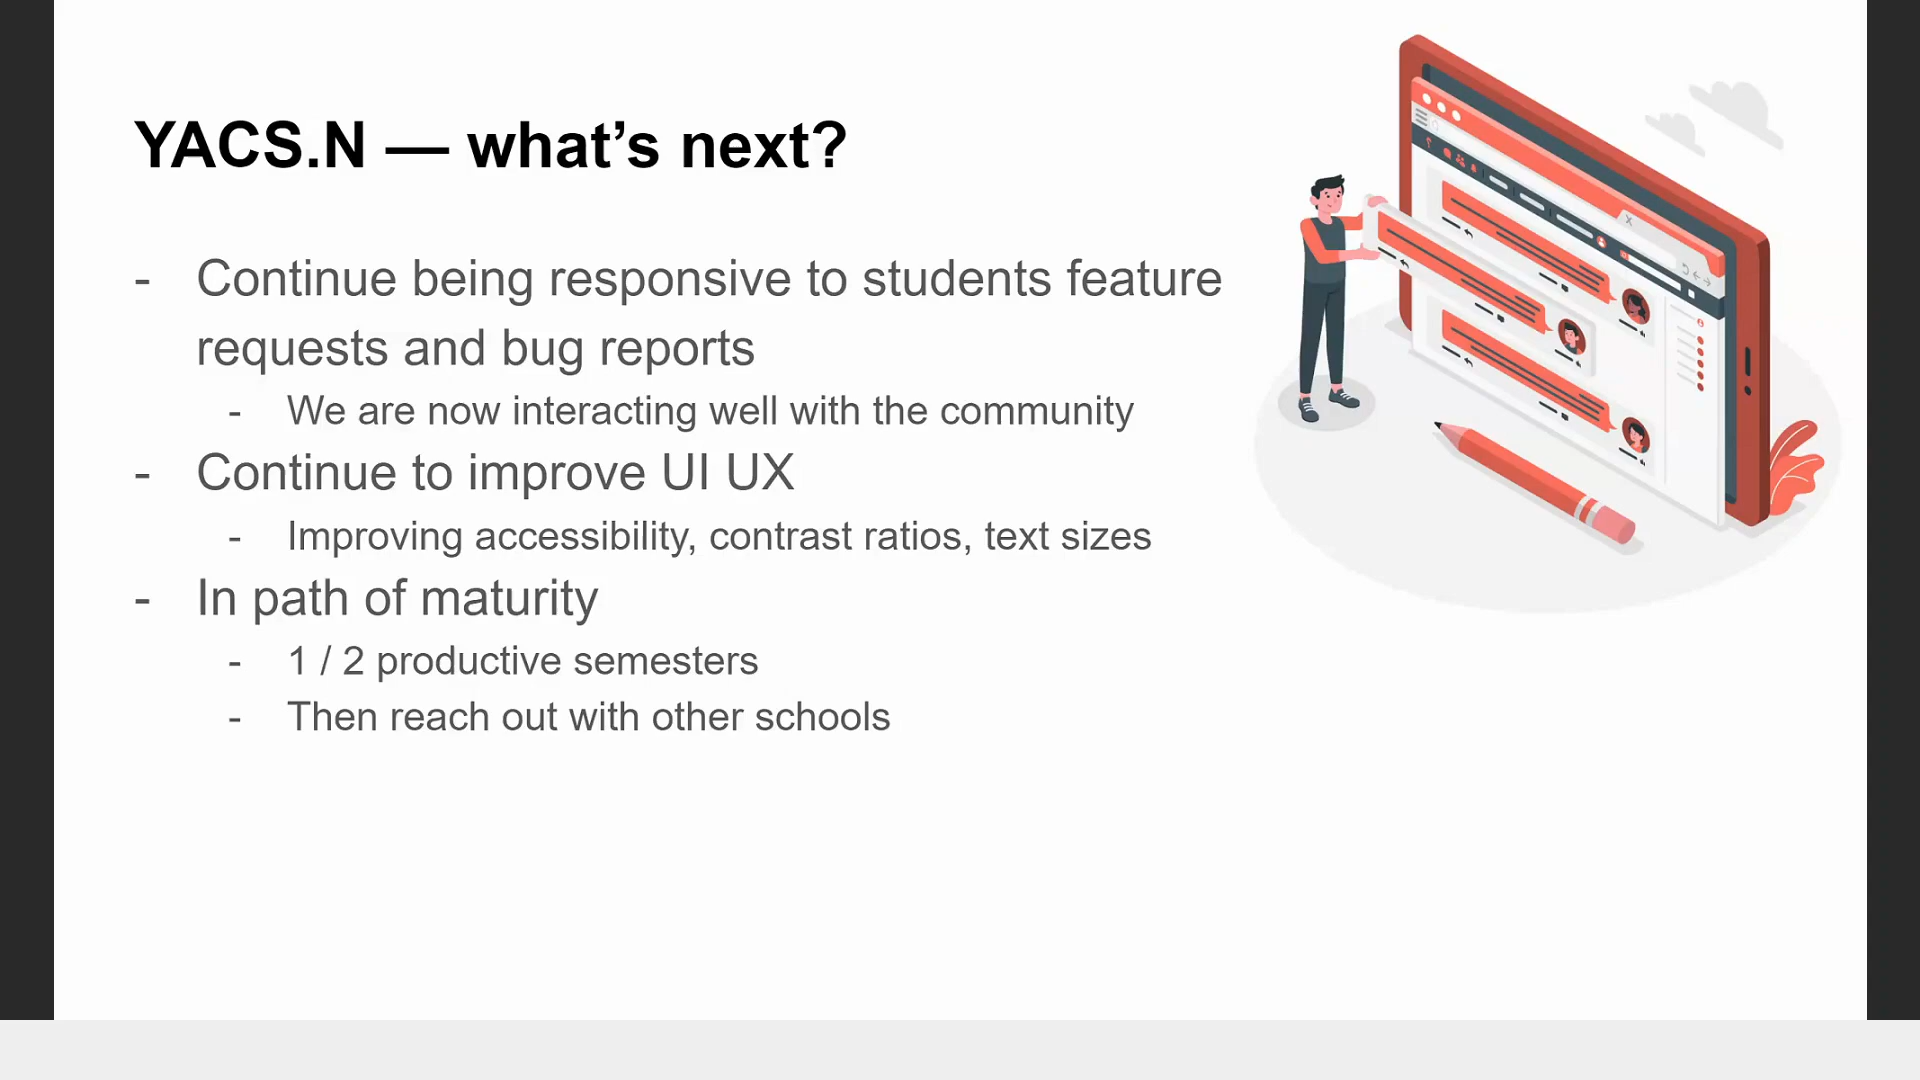 YACS.N — what’s next?
- Continue being responsive to students feature
requests and bug reports
- We are now interacting well with the community
- Continue to improve UI UX
- Improving accessibility, contrast ratios, text sizes
- In path of maturity
- 1 / 2 productive semesters
- Then reach out with other schools